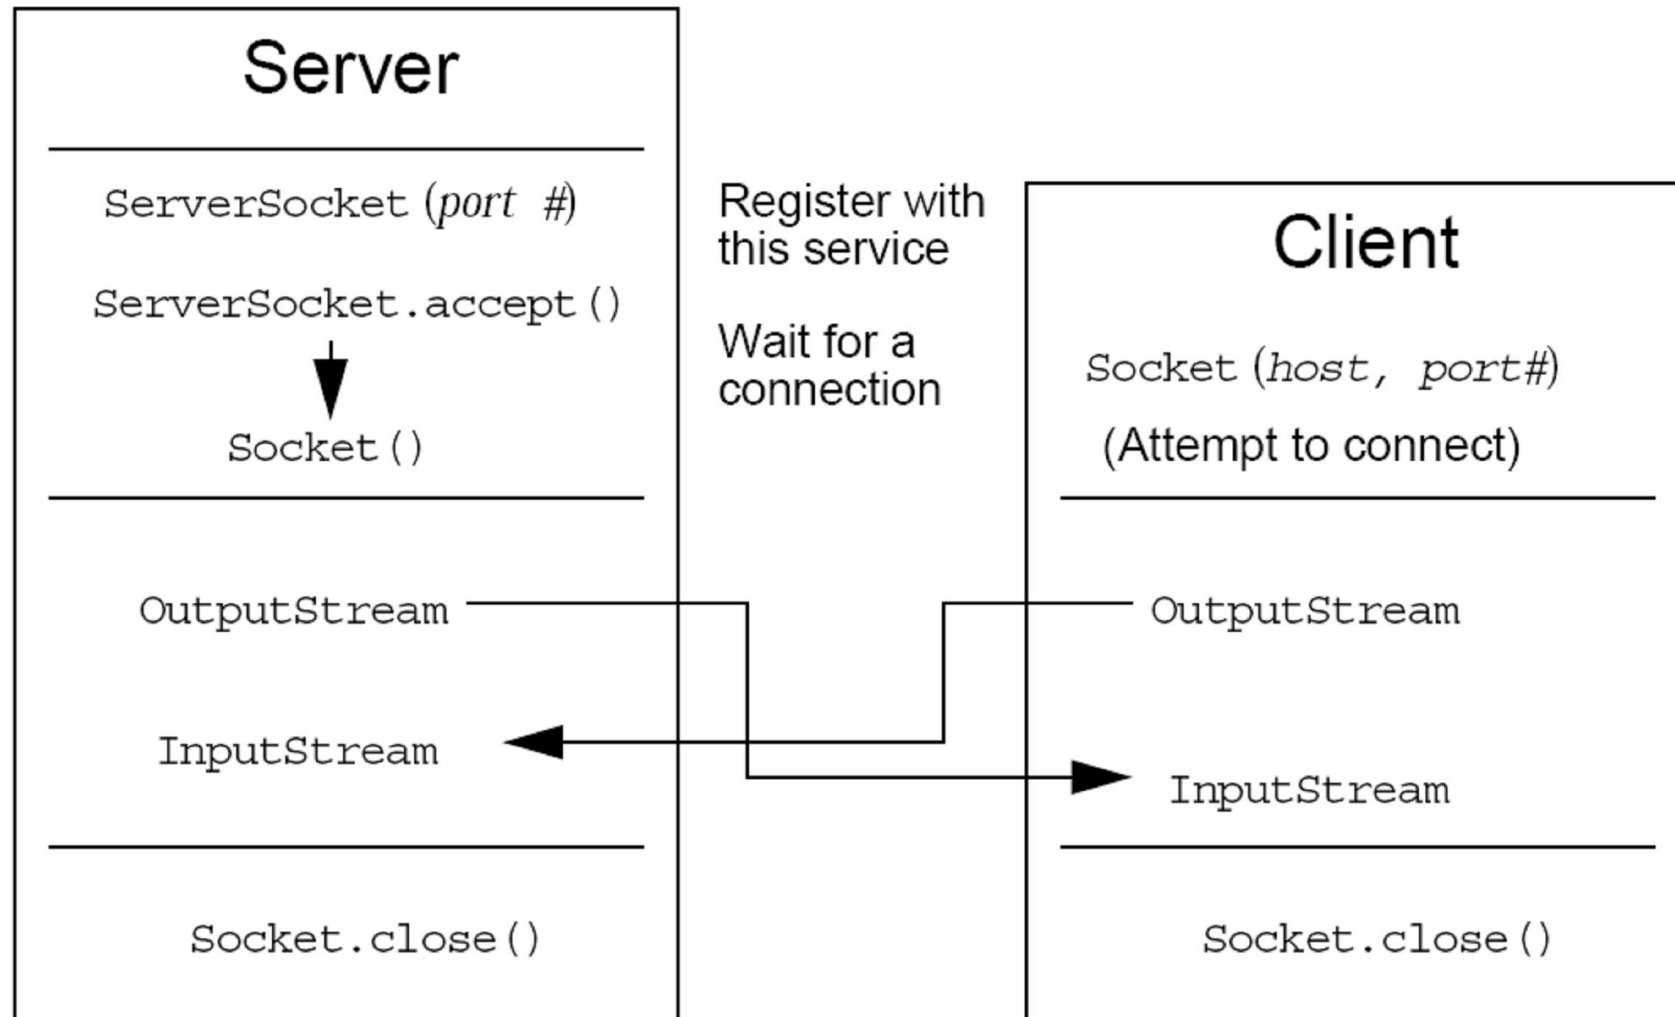 Server
ServerSocket (port #)
ServerSocket.accept()
Socket()
OutputStream
InputStream
Socket.close()
Register with
this service
Wait for a
connection
Client
Socket (host, port#)
(Attempt to connect)
OutputStream
InputStream
Socket.close()